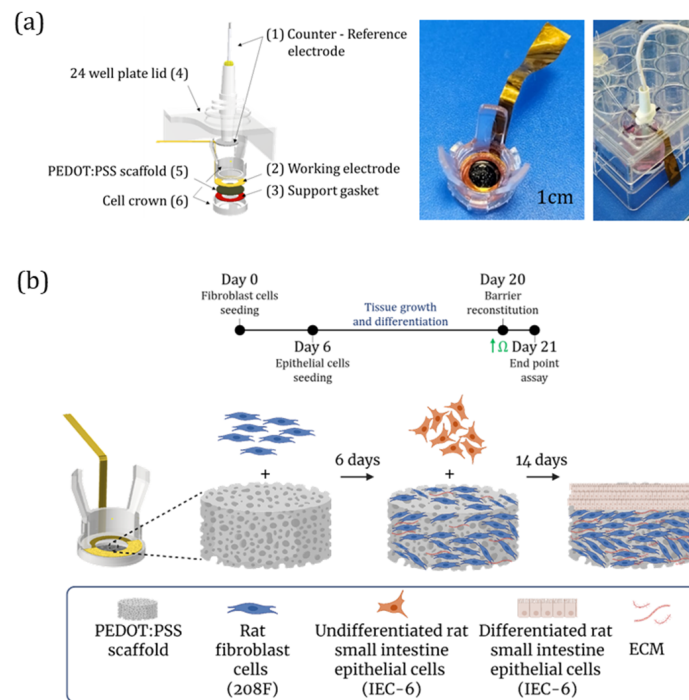 (a)
(1) Counter - Reference
electrode
24 well plate lid (4)
PEDOT:PSS scaffold (5)
(2) Working electrode
(3) Support gasket
Cell crown (6)
1cm
(b)
Day 0
Fibroblast cells
seeding
Tissue growth
and differentiation
Day 20
Barrier
reconstitution
Day 6
Epithelial cells
seeding
↑Ω
Day 21
End point
assay
+
6 days
+
14 days
PEDOT:PSS
scaffold
Rat
fibroblast
cells
(208F)
Undifferentiated rat
small intestine
epithelial cells
(IEC-6)
Differentiated rat
small intestine
epithelial cells
(IEC-6)
ECM